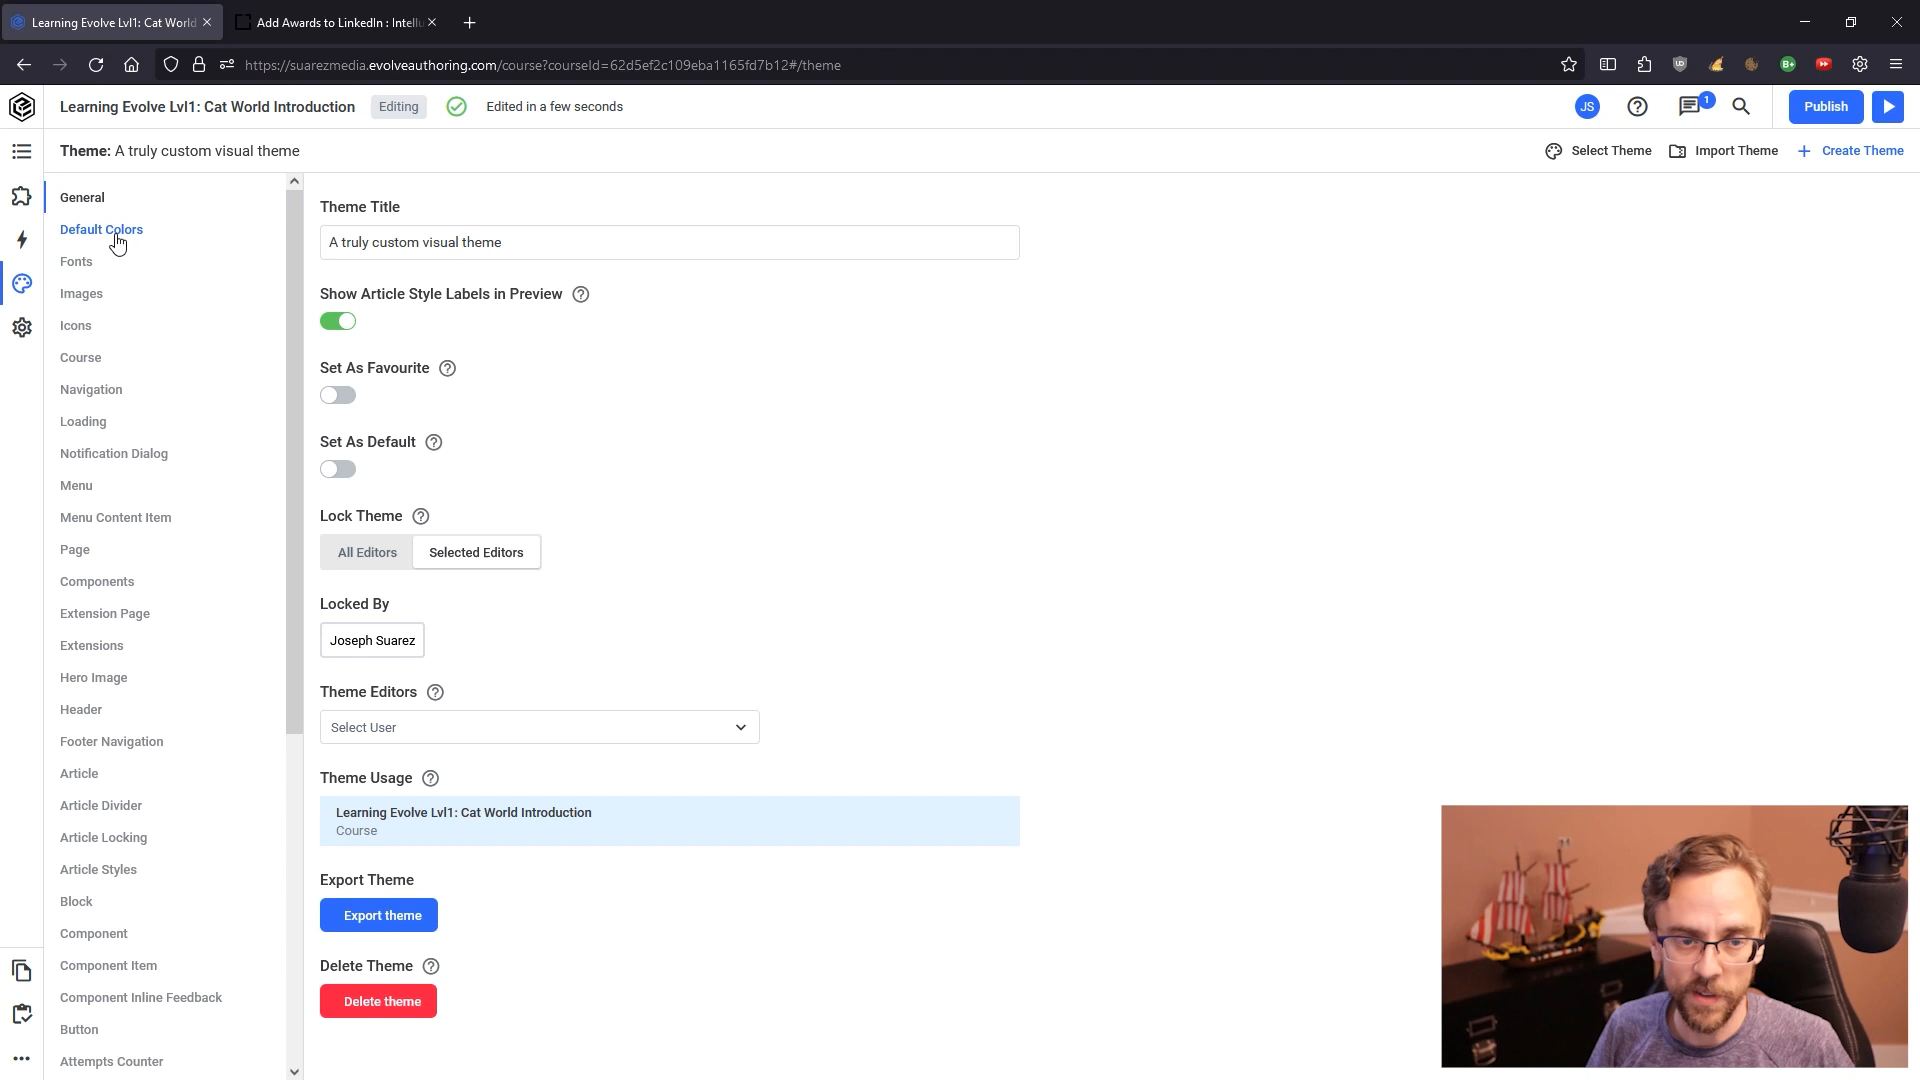 Learning Evolve Lvl1: Cat World
Add Awards to LinkedIn : Intellu
https://suarezmedia.evolveauthoring.com/course?courseId=62d5ef2c109eba1165fd7b12#/theme
Learning Evolve Lvl1: Cat World Introduction
Editing
Edited in a few seconds
JS
1
Publish
Theme: A truly custom visual theme
Select Theme
Import Theme
Create Theme
General
Default Colors
Fonts
Images
Icons
Course
Navigation
Loading
Notification Dialog
Menu
Menu Content Item
Page
Components
Extension Page
Extensions
Hero Image
Header
Footer Navigation
Article
Article Divider
Article Locking
Article Styles
Block
Component
Component Item
Component Inline Feedback
Button
Attempts Counter
Theme Title
A truly custom visual theme
Show Article Style Labels in Preview
Set As Favourite
Set As Default
Lock Theme
All Editors
Selected Editors
Locked By
Joseph Suarez
Theme Editors
Select User
Theme Usage
Learning Evolve Lvl1: Cat World Introduction
Course
Export Theme
Export theme
Delete Theme
Delete theme